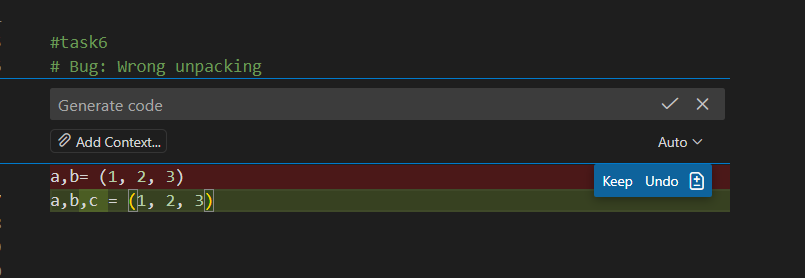 #task6
# Bug: Wrong unpacking
Generate code
Add Context...
Auto
a,b= (1, 2, 3)
Keep Undo
a,b,c = (1, 2, 3)